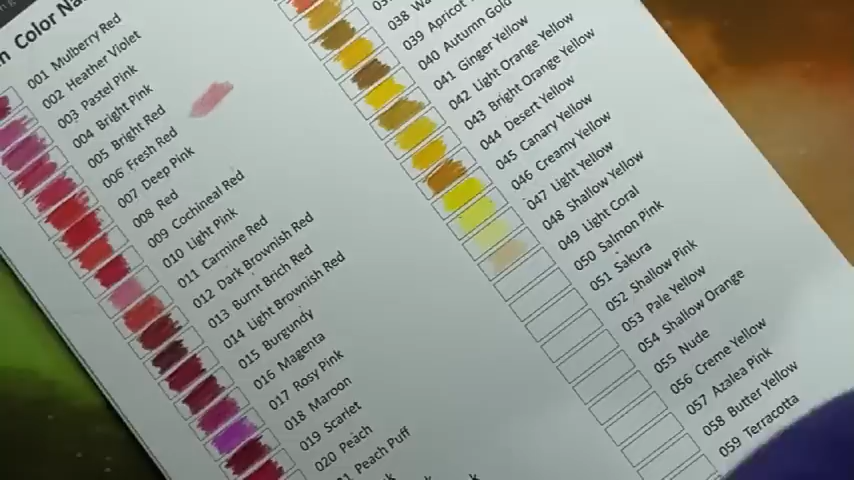 Color Na
001 Mulberry Red
002 Heather Violet
003 Pastel Pink
004 Bright Pink
005 Bright Red
006 Fresh Red
007 Deep Pink
008 Red
009 Cochineal Red
010 Light Pink
011 Carmine Red
012 Dark Brownish Red
013 Burnt Brich Red
014 Light Brownish Red
015 Burgundy
016 Magenta
017 Rosy Pink
018 Maroon
019 Scarlet
020 Peach
Peach Puff
038
039 Apricot
040 Autumn Gold
041 Ginger Yellow
042 Light Orange Yellow
043 Bright Orange Yellow
044 Desert Yellow
045 Canary Yellow
046 Creamy Yellow
047 Light Yellow
048 Shallow Yellow
049 Light Coral
050 Salmon Pink
051 Sakura
052 Shallow Pink
053 Pale Yellow
054 Shallow Orange
055 Nude
056 Creme Yellow
057 Azalea Pink
058 Butter Yellow
059 Terracotta